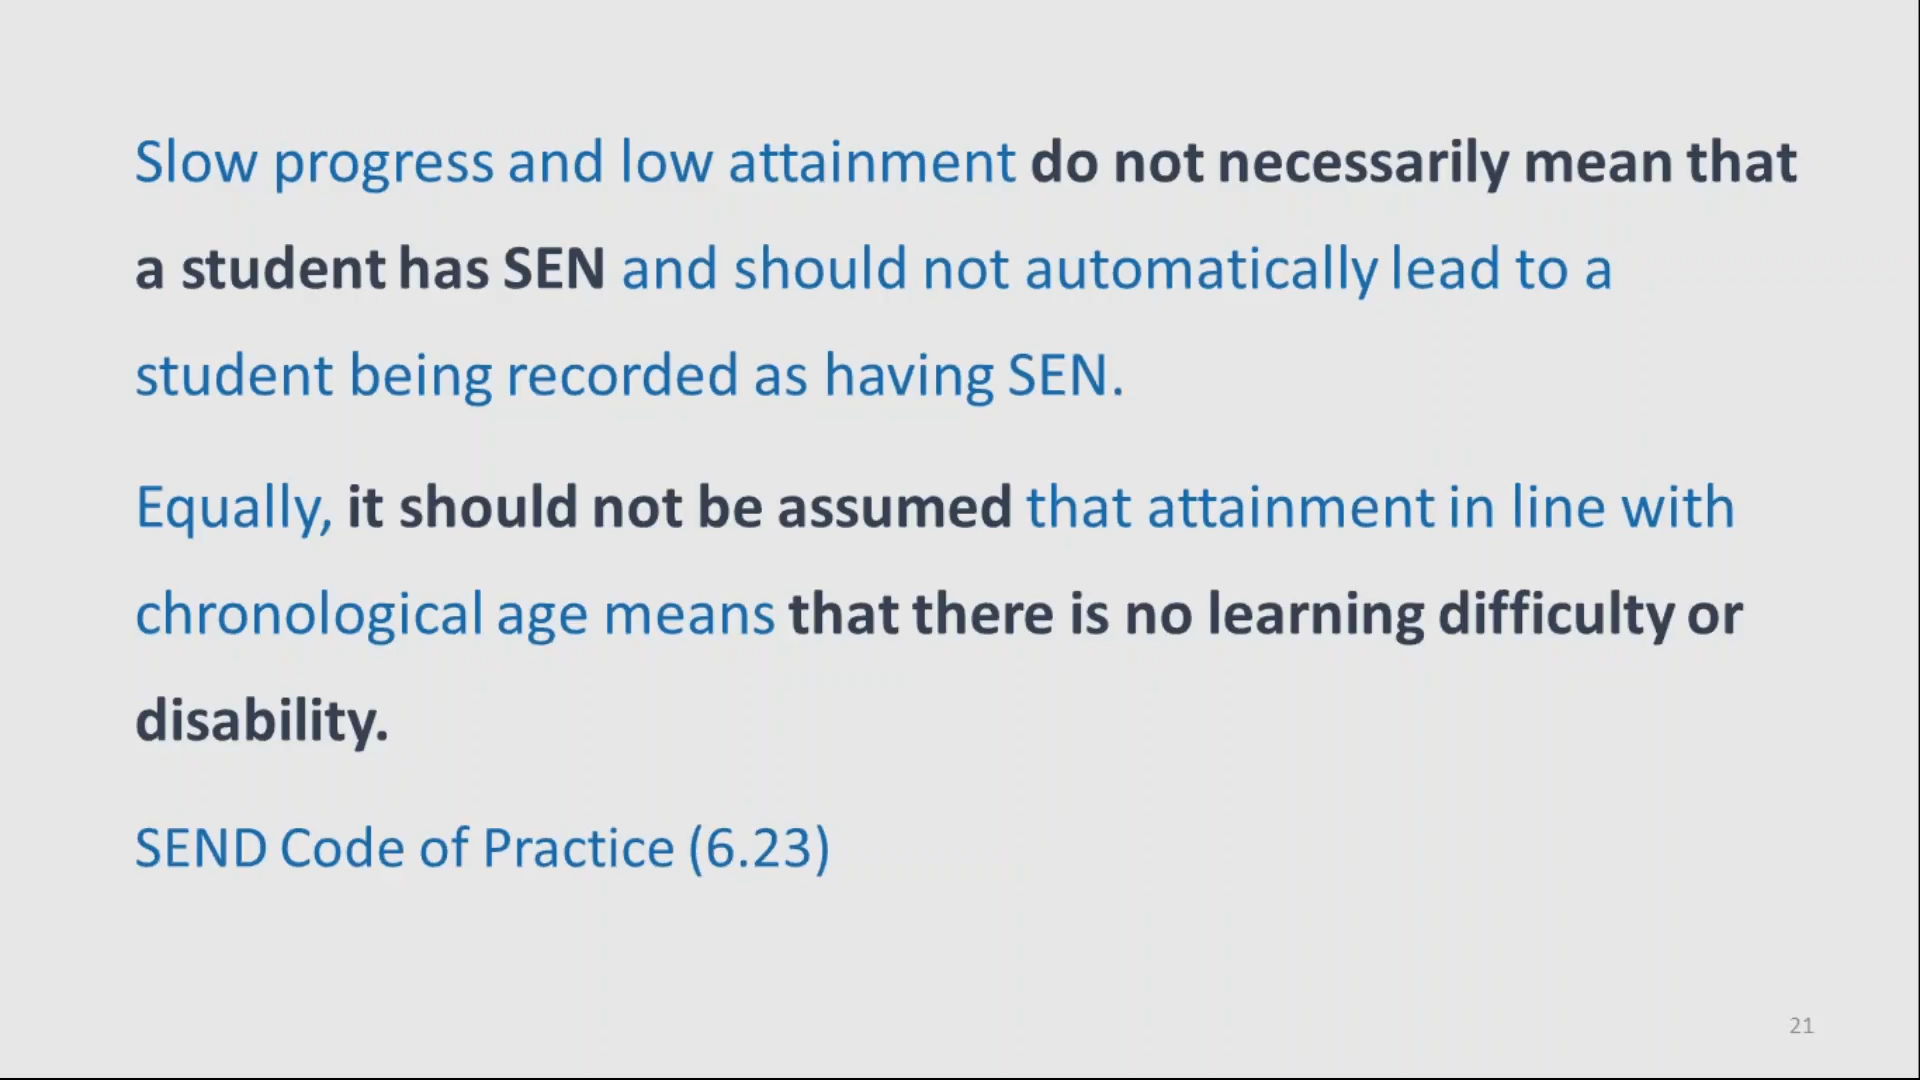 Slow progress and low attainment do not necessarily mean that
a student has SEN and should not automatically lead to a
student being recorded as having SEN.
Equally, it should not be assumed that attainment in line with
chronological age means that there is no learning difficulty or
disability.
SEND Code of Practice (6.23)
21